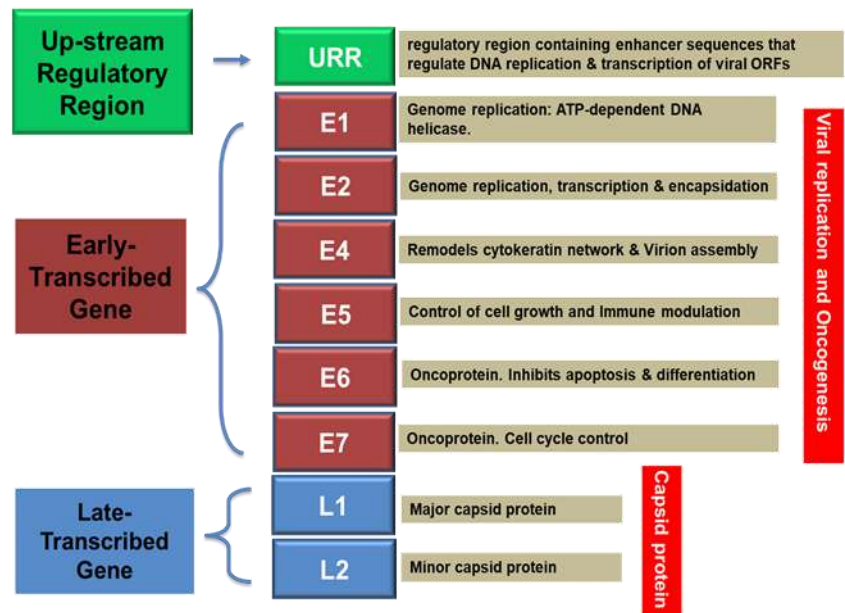 Up-stream
Regulatory
Region
URR
regulatory region containing enhancer sequences that
regulate DNA replication & transcription of viral ORFs
Early-
Transcribed
Gene
E1
Genome replication: ATP-dependent DNA
helicase.
E2
Genome replication, transcription & encapsidation
E4
Remodels cytokeratin network & Virion assembly
E5
Control of cell growth and Immune modulation
E6
Oncoprotein. Inhibits apoptosis & differentiation
E7
Oncoprotein. Cell cycle control
Viral replication and Oncogenesis
Late-
Transcribed
Gene
L1
Major capsid protein
L2
Minor capsid protein
Capsid protein